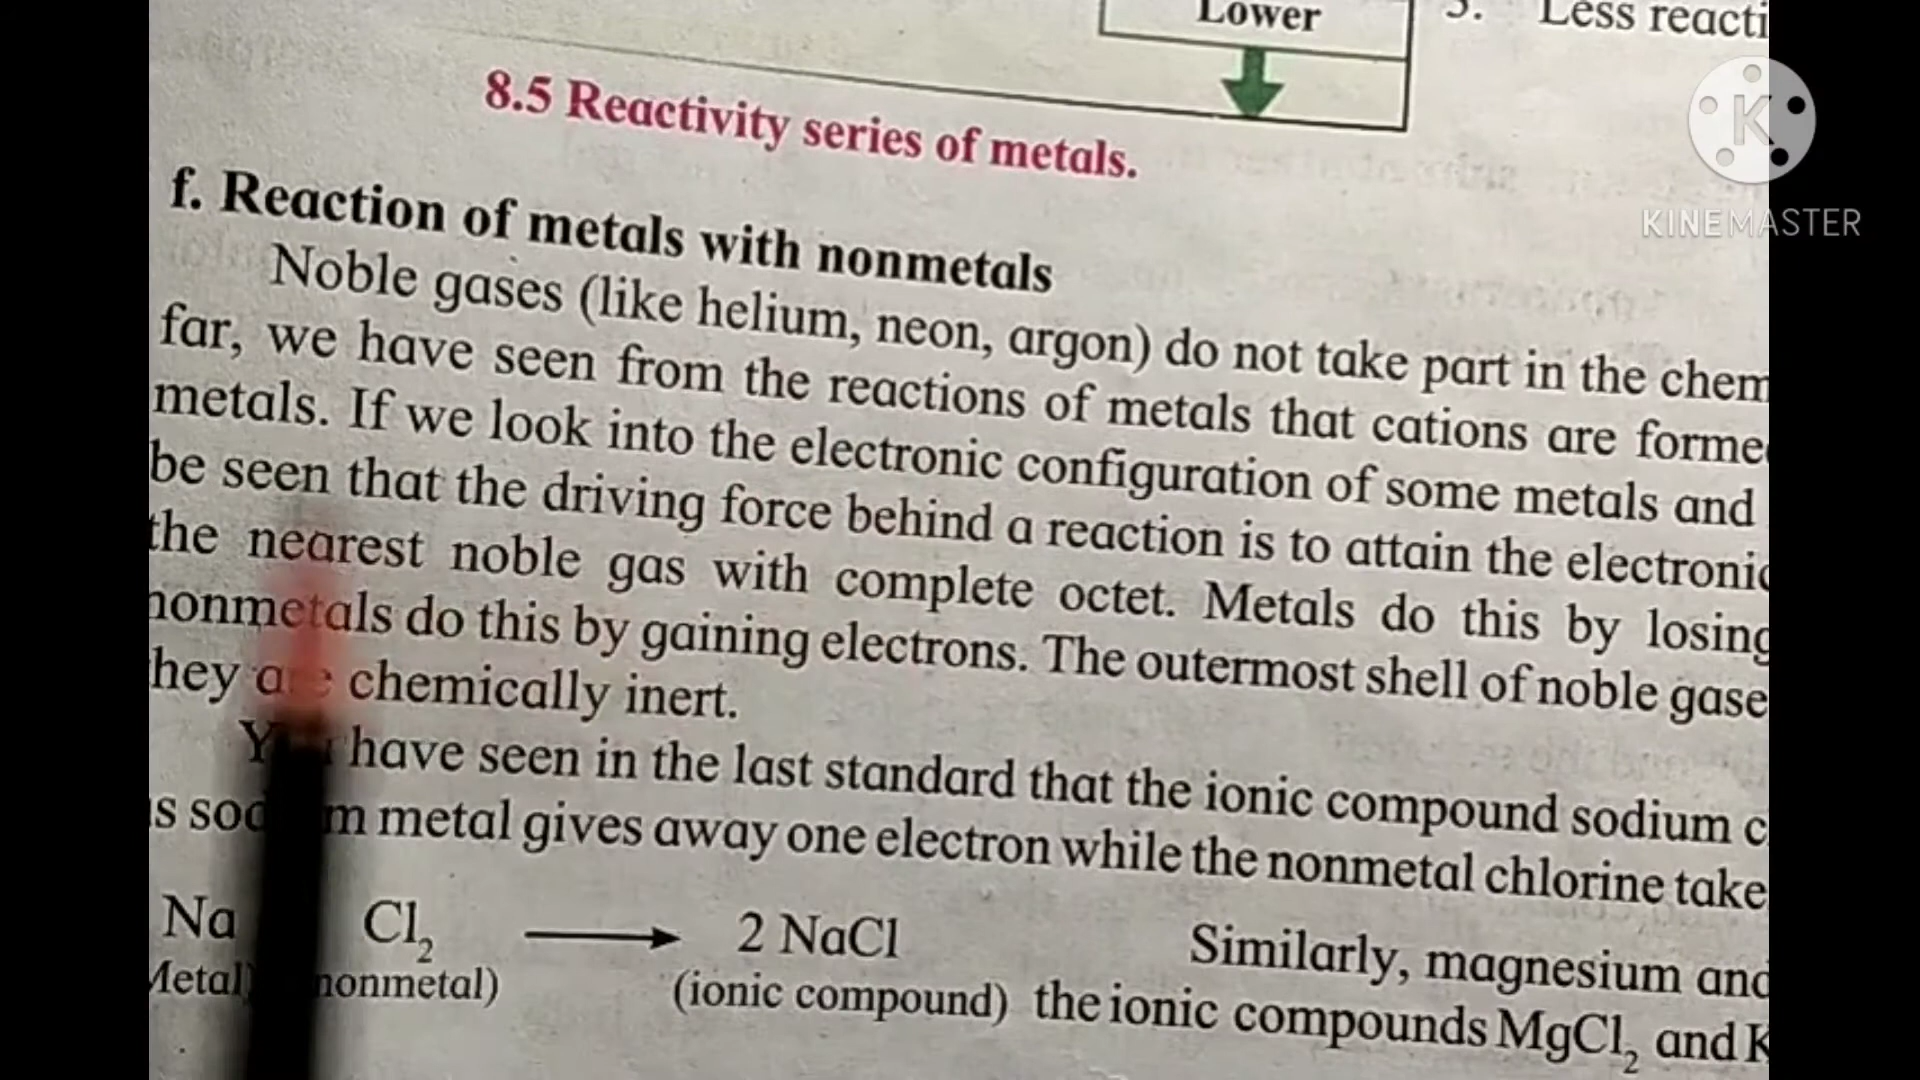 Lower
Less reacti
8.5 Reactivity series of metals.
K
KINEMASTER
f. Reaction of metals with nonmetals
Noble gases (like helium, neon, argon) do not take part in the chem
far, we have seen from the reactions of metals that cations are forme
metals. If we look into the electronic configuration of some metals and
be seen that the driving force behind a reaction is to attain the electronic
the nearest noble gas with complete octet. Metals do this by losing
nonmetals do this by gaining electrons. The outermost shell of noble gase
hey chemically inert.
have seen in the last standard that the ionic compound sodium c
s metal gives away one electron while the nonmetal chlorine take
Na Cl₂ ⟶ 2 NaCl Similarly, magnesium and
Metal) nonmetal) (ionic compound) the ionic compounds MgCl₂ and K